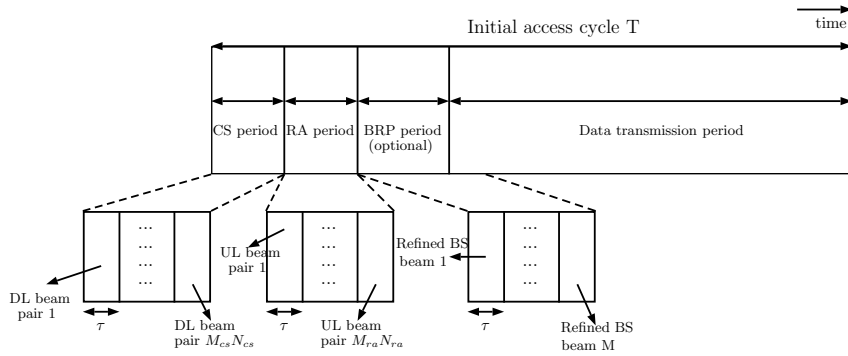 time
Initial access cycle T
CS period
RA period
BRP period
(optional)
Data transmission period
...
...
...
...
...
...
...
...
...
...
...
...
DL beam
pair 1
τ
DL beam
pair $M_{cs}N_{cs}$
UL beam
pair 1
τ
UL beam
pair $M_{ra}N_{ra}$
Refined BS
beam 1
τ
Refined BS
beam M